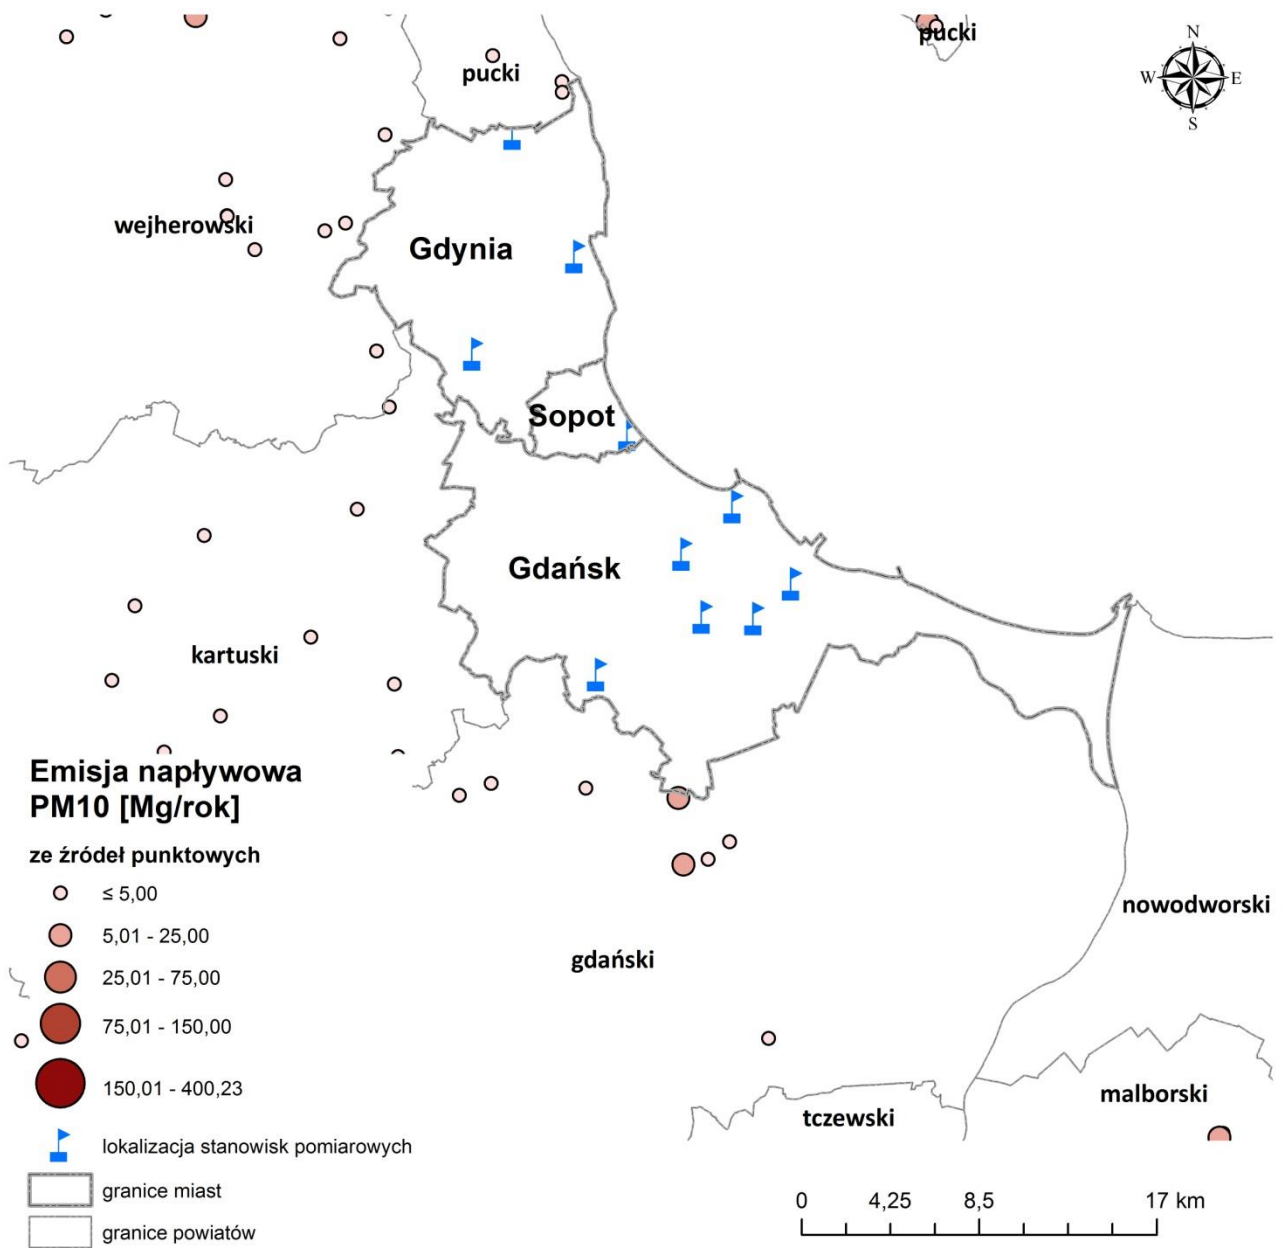 pucki
pucki
N
W
E
S
wejherowski
Gdynia
Sopot
Gdańsk
kartuski
Emisja napływowa
PM10 [Mg/rok]
ze źródeł punktowych
≤ 5,00
5,01 - 25,00
25,01 - 75,00
75,01 - 150,00
150,01 - 400,23
lokalizacja stanowisk pomiarowych
granice miast
granice powiatów
nowodworski
gdański
malborski
tczewski
0 4,25 8,5 17 km